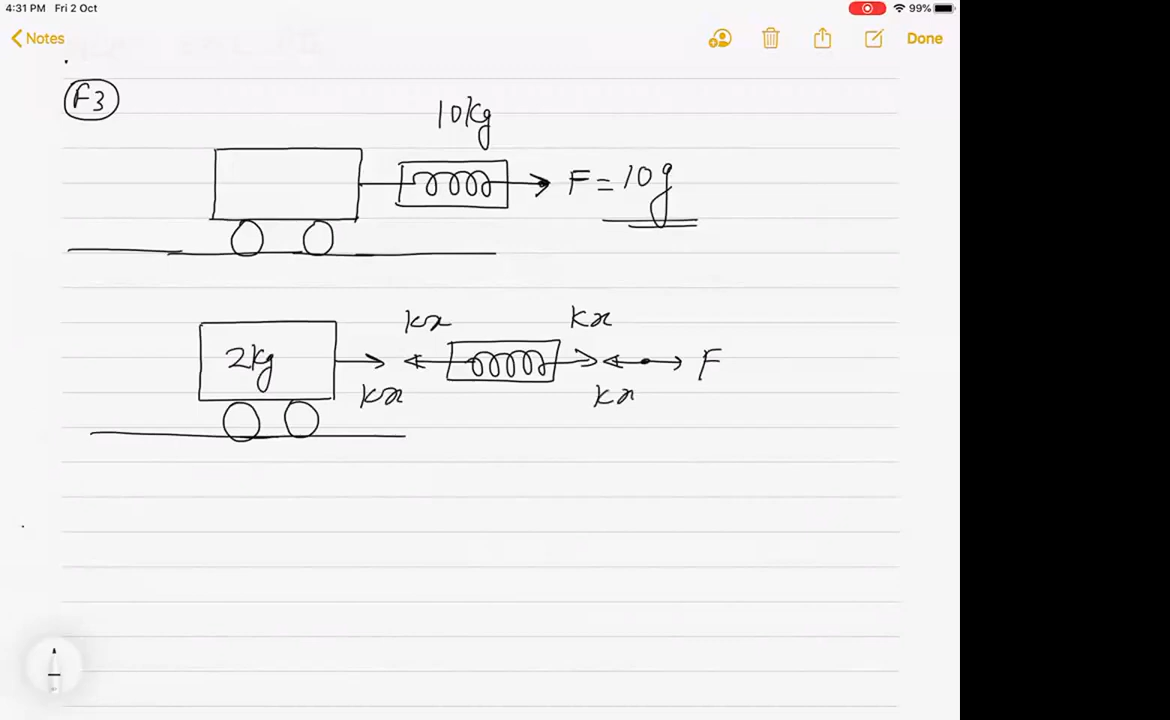 4:31 PM Fri 2 Oct
99%
Notes
Done
F3
10kg
F = 10g
kx
kx
2kg
F
kx
kx